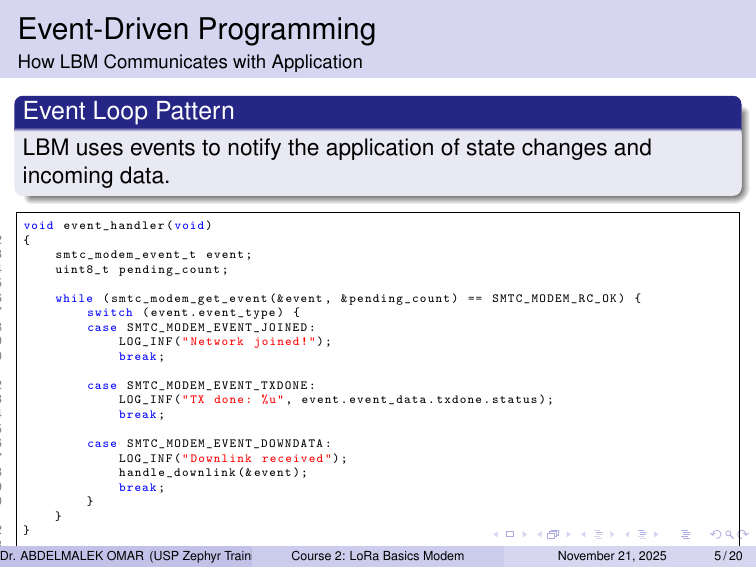 Event-Driven Programming
How LBM Communicates with Application
Event Loop Pattern
LBM uses events to notify the application of state changes and
incoming data.
void event_handler(void)
{
    smtc_modem_event_t event;
    uint8_t pending_count;

    while (smtc_modem_get_event(&event, &pending_count) == SMTC_MODEM_RC_OK) {
        switch (event.event_type) {
        case SMTC_MODEM_EVENT_JOINED:
            LOG_INF("Network joined!");
            break;

        case SMTC_MODEM_EVENT_TXDONE:
            LOG_INF("TX done: %u", event.event_data.txdone.status);
            break;

        case SMTC_MODEM_EVENT_DOWNDATA:
            LOG_INF("Downlink received");
            handle_downlink(&event);
            break;
        }
    }
}
Dr. ABDELMALEK OMAR (USP Zephyr Traini Course 2: LoRa Basics Modem November 21, 2025 5 / 20